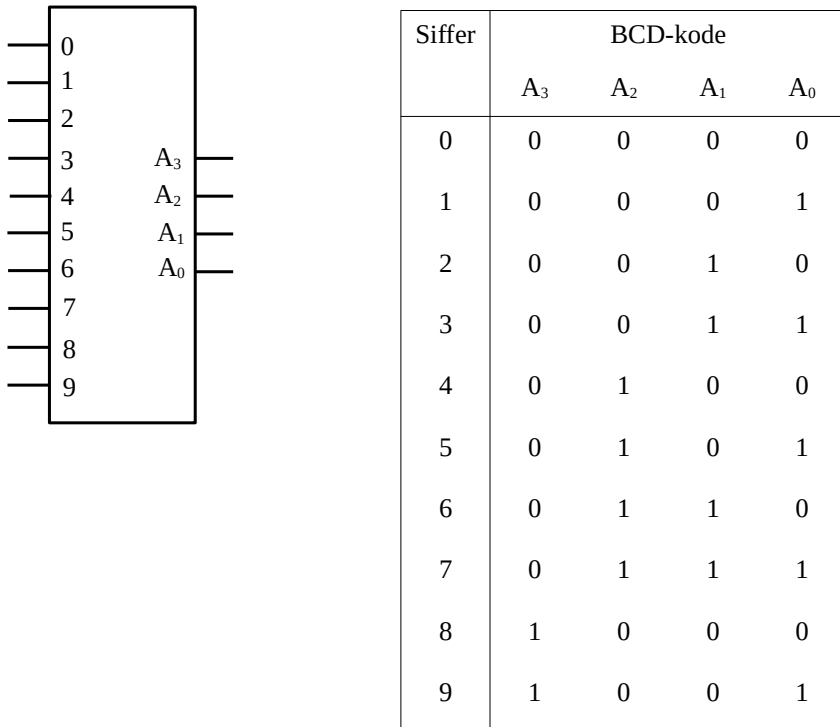 0
1
2
3 A₃
4 A₂
5 A₁
6 A₀
7
8
9
Siffer BCD-kode
A₃ A₂ A₁ A₀
0 0 0 0 0
1 0 0 0 1
2 0 0 1 0
3 0 0 1 1
4 0 1 0 0
5 0 1 0 1
6 0 1 1 0
7 0 1 1 1
8 1 0 0 0
9 1 0 0 1